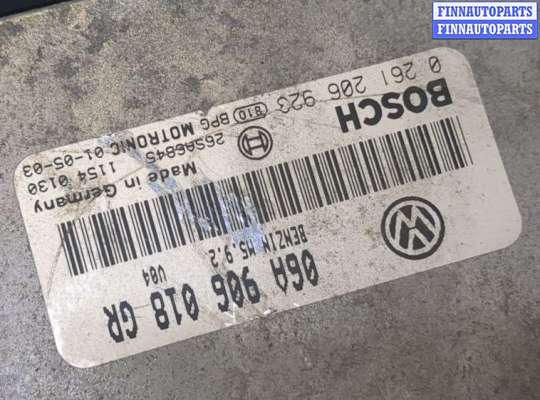 FINNAUTOPARTS
FINNAUTOPARTS
06A 906 018 GR
BENZIN M5.9.2 V04
BOSCH
0 261 206 923
B10 BPG MOTRONIC 01-05-03
26SA6845 1154 0130
Made in Germany